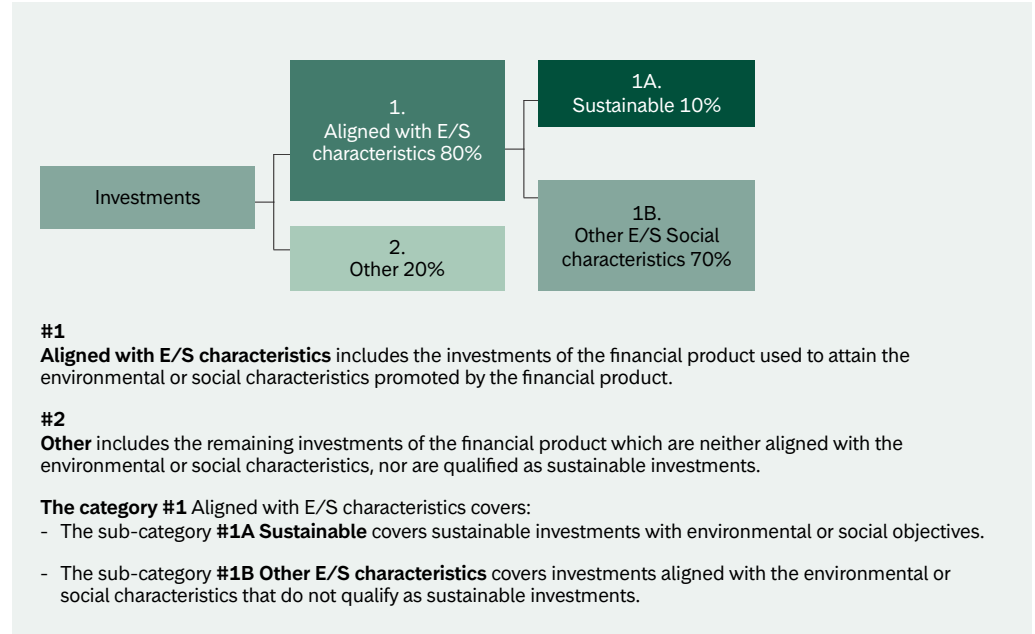 Investments
1.
Aligned with E/S
characteristics 80%
2.
Other 20%
1A.
Sustainable 10%
1B.
Other E/S Social
characteristics 70%
#1
Aligned with E/S characteristics includes the investments of the financial product used to attain the
environmental or social characteristics promoted by the financial product.
#2
Other includes the remaining investments of the financial product which are neither aligned with the
environmental or social characteristics, nor are qualified as sustainable investments.
The category #1 Aligned with E/S characteristics covers:
- The sub-category #1A Sustainable covers sustainable investments with environmental or social objectives.
- The sub-category #1B Other E/S characteristics covers investments aligned with the environmental or
social characteristics that do not qualify as sustainable investments.